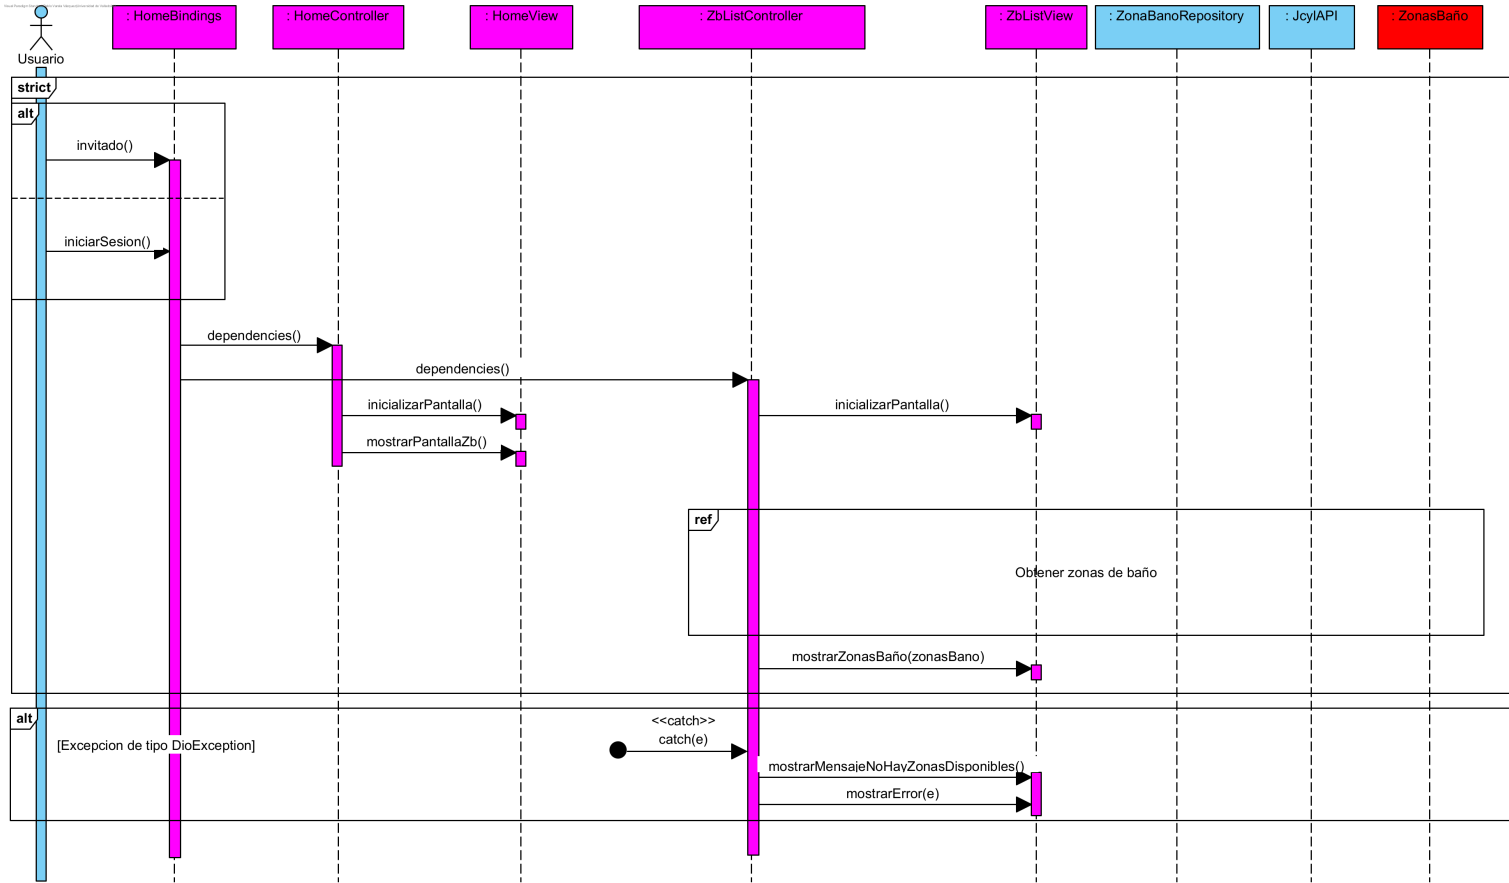 : HomeBindings
: HomeController
: HomeView
: ZbListController
: ZbListView
: ZonaBanoRepository
: JcylAPI
: ZonasBaño
Usuario
strict
alt
invitado()
iniciarSesion()
dependencies()
dependencies()
inicializarPantalla()
inicializarPantalla()
mostrarPantallaZb()
ref
Obtener zonas de baño
mostrarZonasBaño(zonasBano)
alt
<<catch>>
catch(e)
[Excepcion de tipo DioException]
mostrarMensajeNoHayZonasDisponibles()
mostrarError(e)